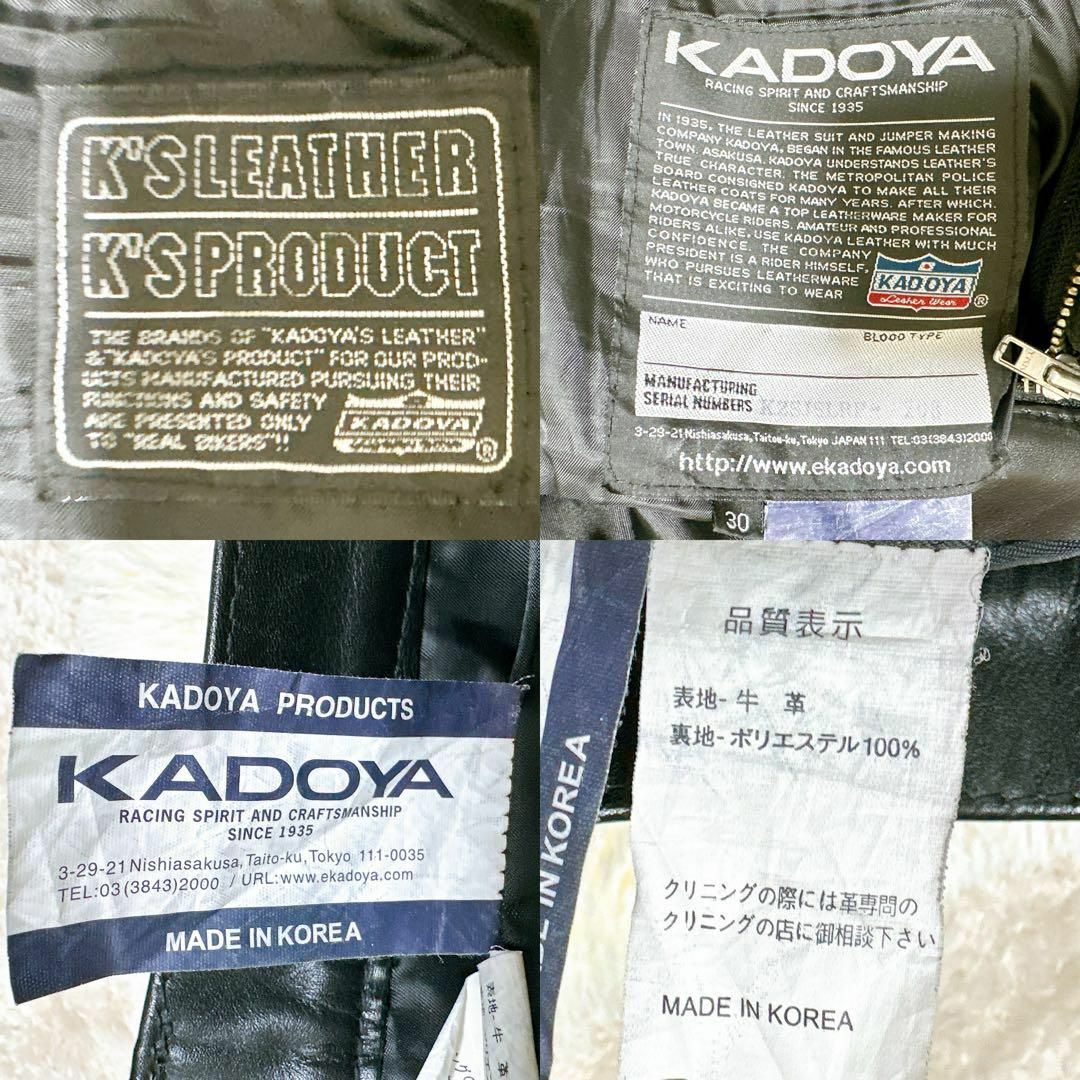 K'S LEATHER
K'S PRODUCT
THE BRANDS OF "KADOYA'S LEATHER"
& "KADOYA'S PRODUCT" FOR OUR PROD-
UCTS MANUFACTURED PURSUING THEIR
FUNCTIONS AND SAFETY
ARE PRESENTED ONLY
TO "REAL BIKERS"!!
KADOYA
®
KADOYA
RACING SPIRIT AND CRAFTSMANSHIP
SINCE 1935
IN 1935, THE LEATHER SUIT AND JUMPER MAKING
COMPANY KADOYA, BEGAN IN THE FAMOUS LEATHER
TOWN, ASAKUSA. KADOYA UNDERSTANDS LEATHER'S
TRUE CHARACTER. THE METROPOLITAN POLICE
BOARD CONSIGNED KADOYA TO MAKE ALL THEIR
LEATHER COATS FOR MANY YEARS. AFTER WHICH,
KADOYA BECAME A TOP LEATHERWARE MAKER FOR
MOTORCYCLE RIDERS. AMATEUR AND PROFESSIONAL
RIDERS ALIKE, USE KADOYA LEATHER WITH MUCH
CONFIDENCE. THE COMPANY
PRESIDENT IS A RIDER HIMSELF,
WHO PURSUES LEATHERWARE
THAT IS EXCITING TO WEAR
KADOYA
Leather Wear
®
NAME
BLOOD TYPE
MANUFACTURING
SERIAL NUMBERS
3-29-21 Nishiasakusa, Taitou-ku, Tokyo JAPAN 111 TEL:03(3843)2000
http://www.ekadoya.com
30
KADOYA PRODUCTS
KADOYA
RACING SPIRIT AND CRAFTSMANSHIP
SINCE 1935
3-29-21 Nishiasakusa, Taito-ku, Tokyo 111-0035
TEL:03(3843)2000 / URL:www.ekadoya.com
MADE IN KOREA
表地-牛 革
IN KOREA
品質表示
表地-牛 革
裏地-ポリエステル100%
クリニングの際には革専問の
クリニングの店に御相談下さい
MADE IN KOREA